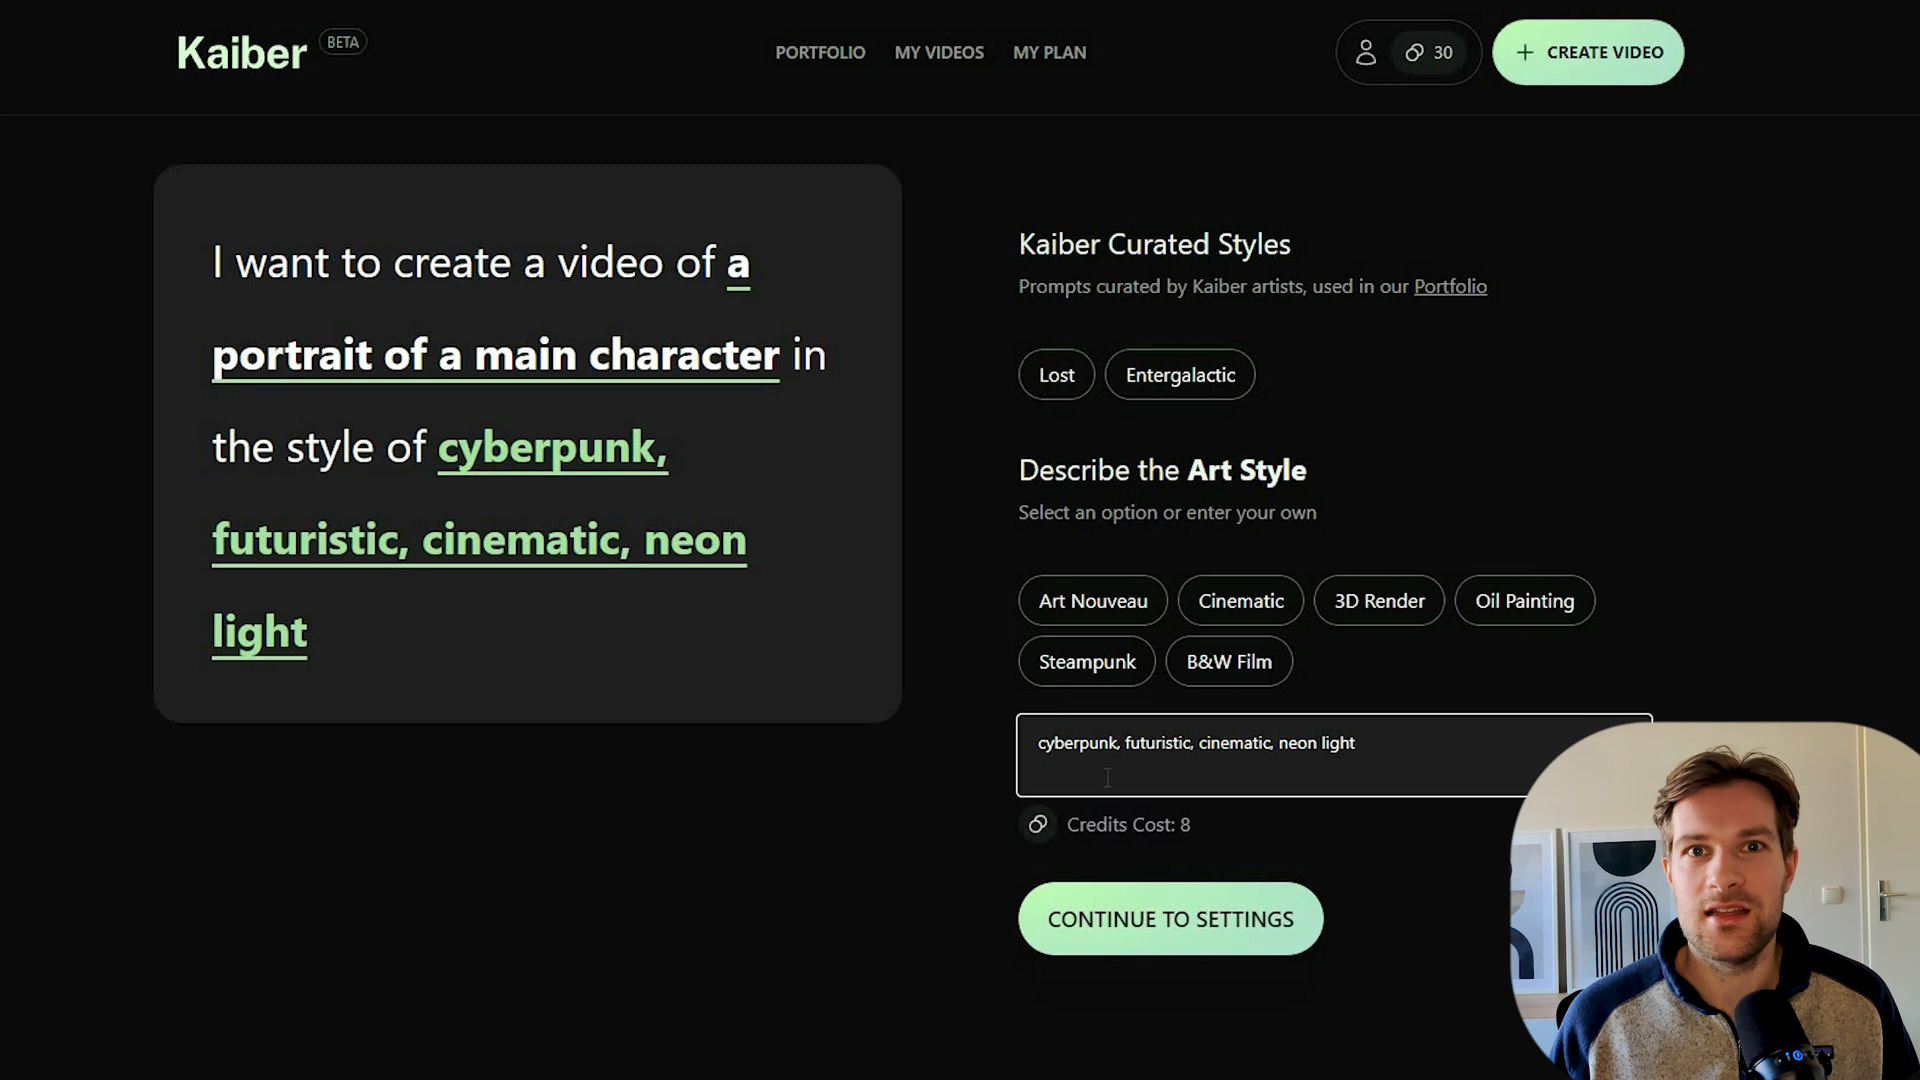 Kaiber BETA
PORTFOLIO MY VIDEOS MY PLAN
30
+ CREATE VIDEO
I want to create a video of a
portrait of a main character in
the style of cyberpunk,
futuristic, cinematic, neon
light
Kaiber Curated Styles
Prompts curated by Kaiber artists, used in our Portfolio
Lost Entergalactic
Describe the Art Style
Select an option or enter your own
Art Nouveau Cinematic 3D Render Oil Painting
Steampunk B&W Film
cyberpunk, futuristic, cinematic, neon light
Credits Cost: 8
CONTINUE TO SETTINGS